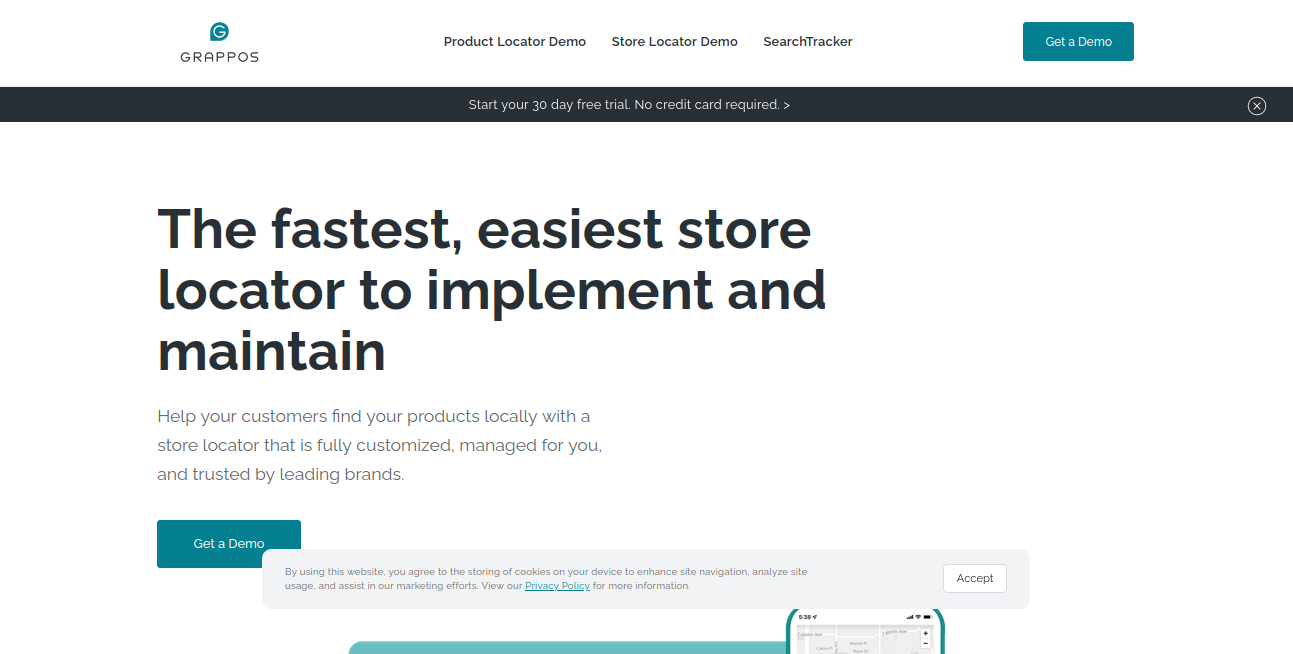 GRAPPOS
Product Locator Demo
Store Locator Demo
SearchTracker
Get a Demo
Start your 30 day free trial. No credit card required. >
The fastest, easiest store
locator to implement and
maintain
Help your customers find your products locally with a
store locator that is fully customized, managed for you,
and trusted by leading brands.
Get a Demo
By using this website, you agree to the storing of cookies on your device to enhance site navigation, analyze site
usage, and assist in our marketing efforts. View our Privacy Policy for more information.
Accept
5:38